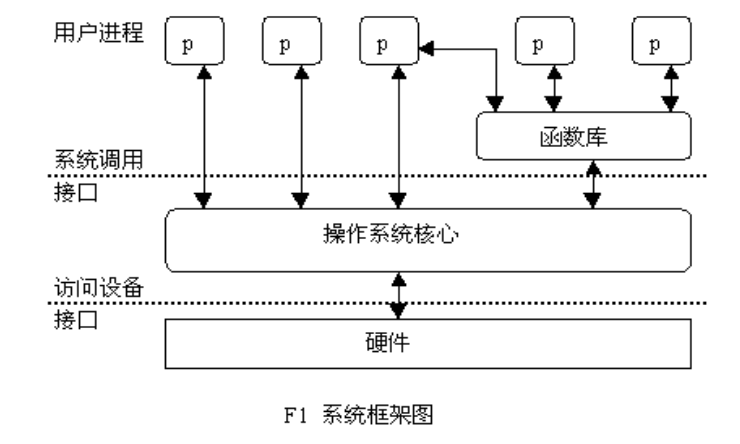 用户进程 p p p p p
函数库
系统调用
接口
操作系统核心
访问设备
接口
硬件
F1 系统框架图